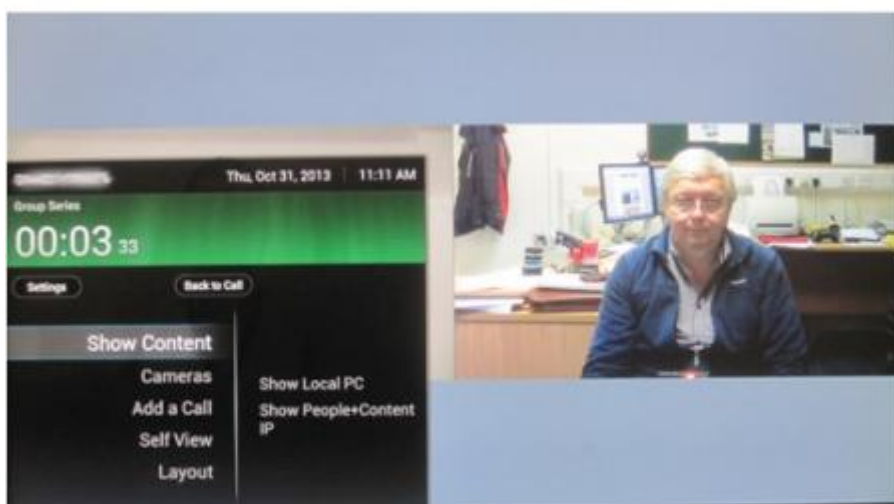 Thu, Oct 31, 2013 11:11 AM
Group Series
00:03 33
Settings Back to Call
Show Content
Cameras
Add a Call
Self View
Layout
Show Local PC
Show People+Content
IP